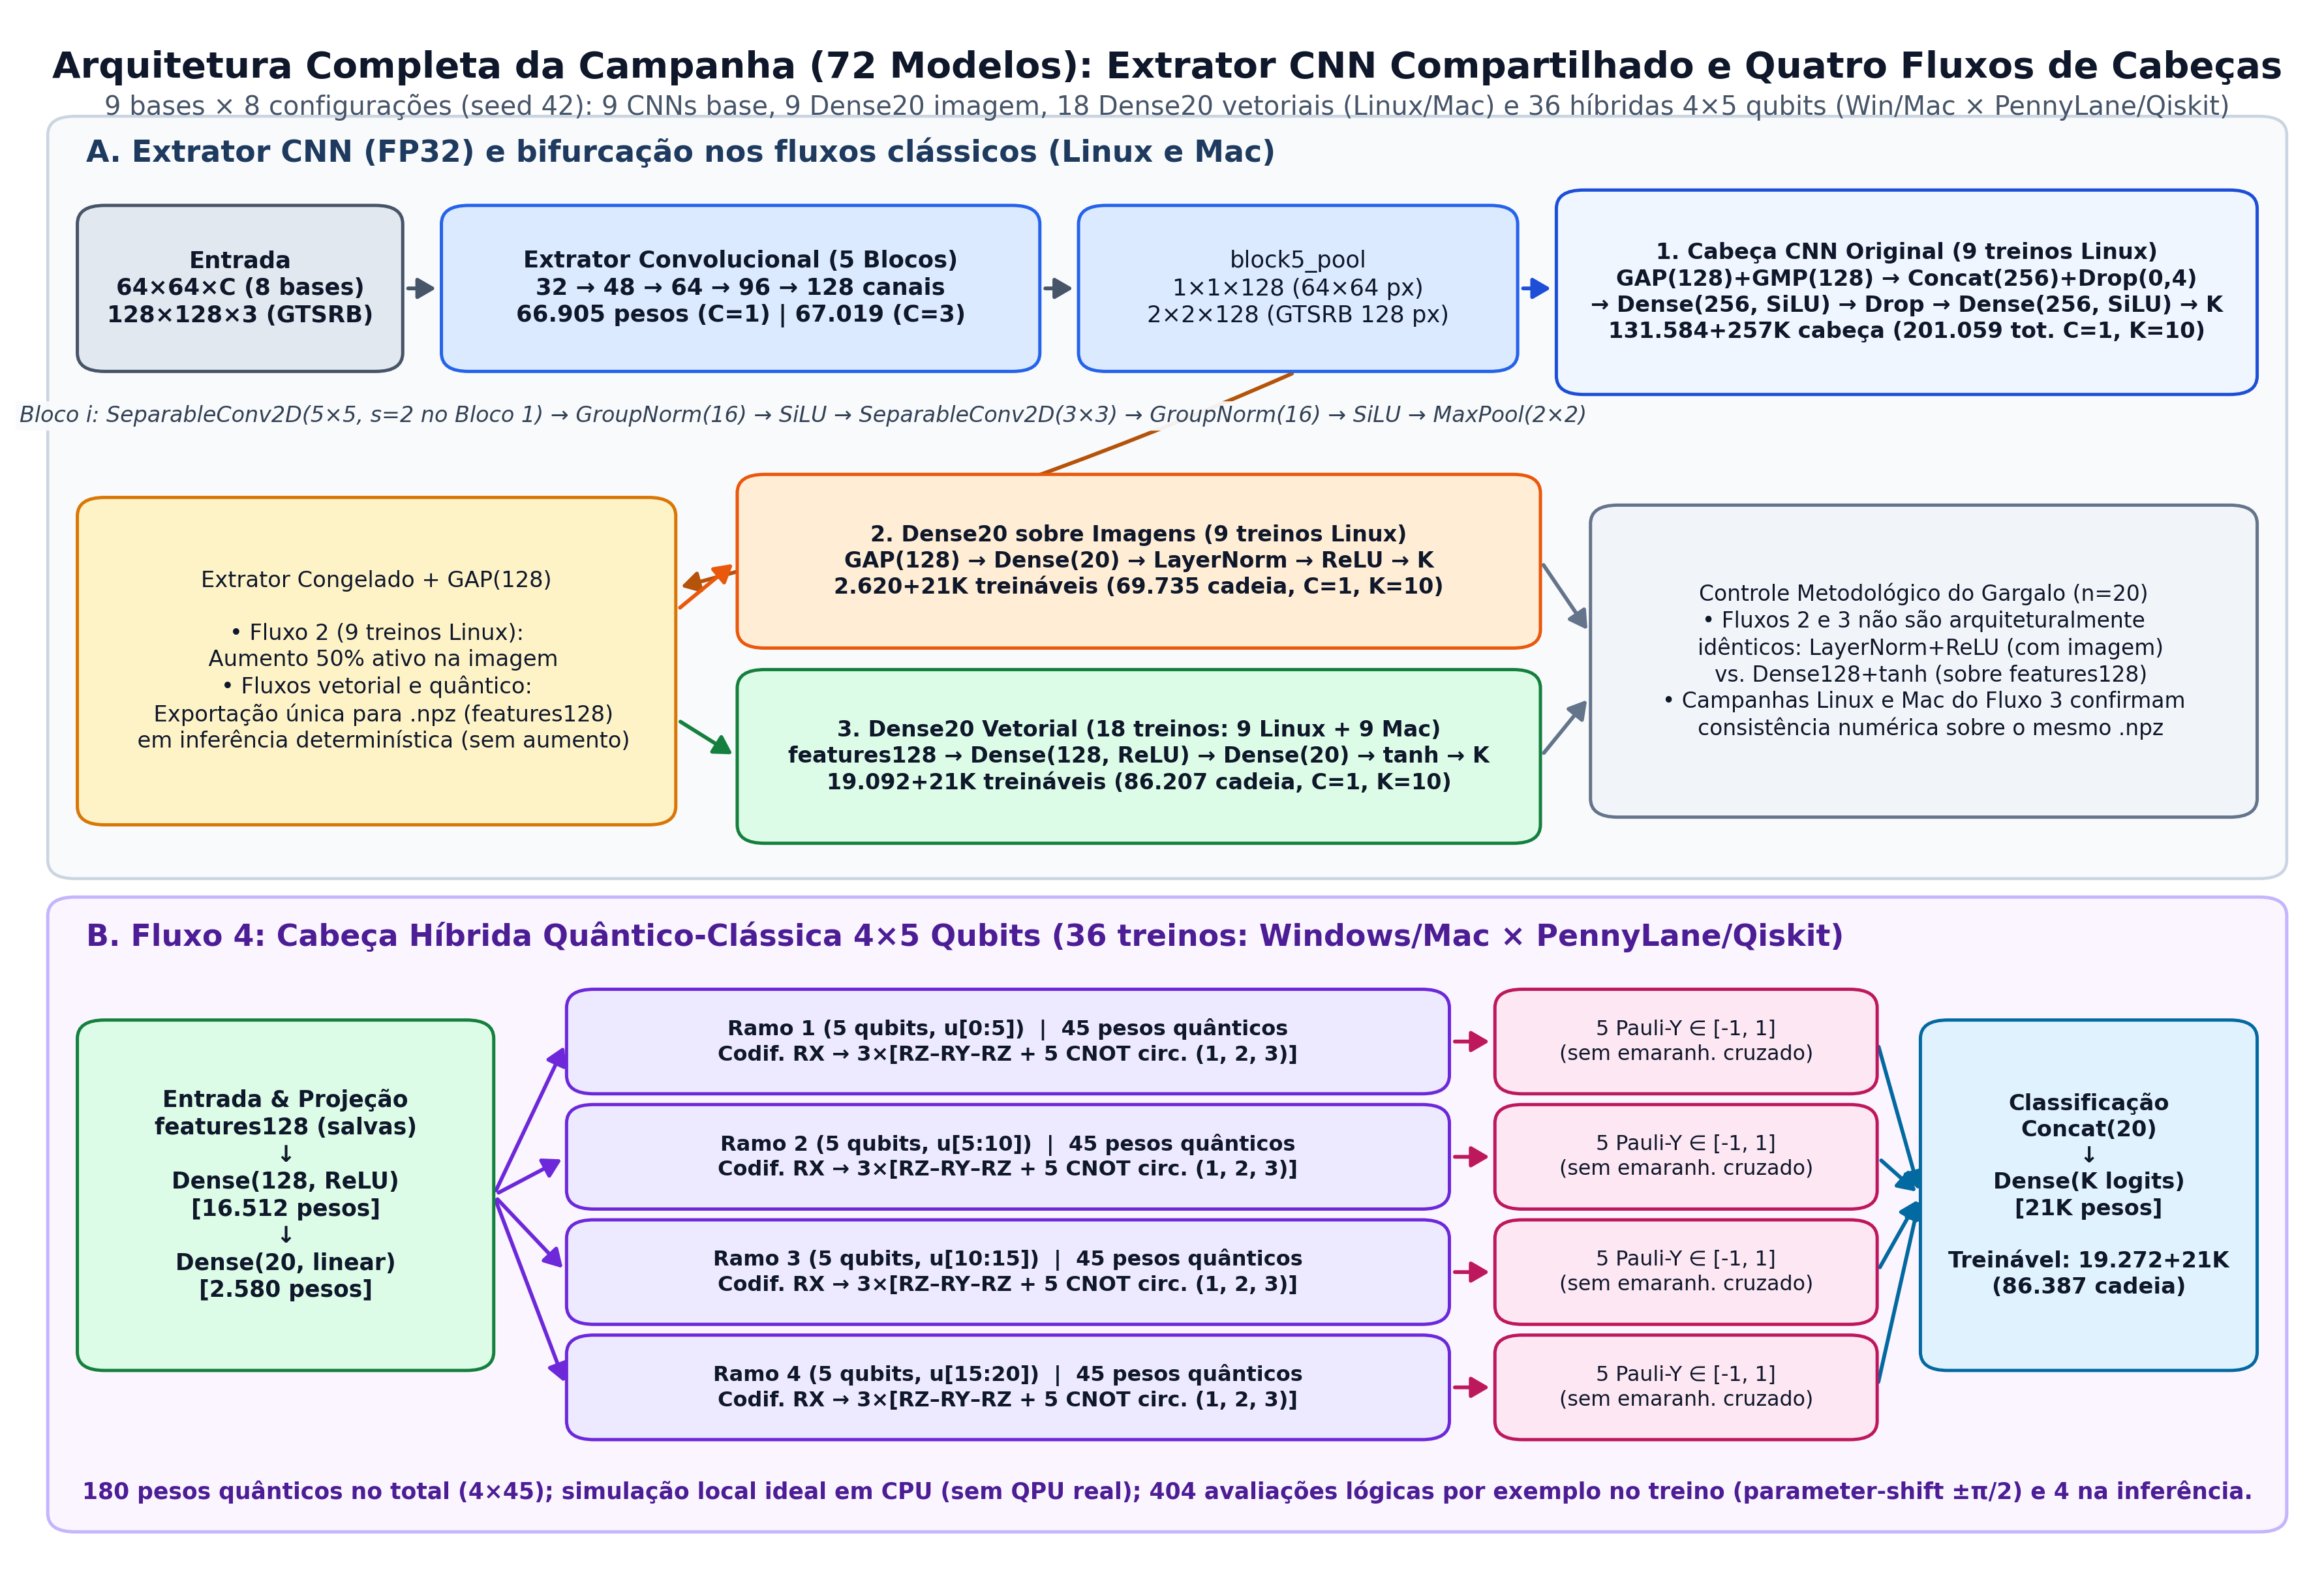 Arquitetura Completa da Campanha (72 Modelos): Extrator CNN Compartilhado e Quatro Fluxos de Cabeças
9 bases × 8 configurações (seed 42): 9 CNNs base, 9 Dense20 imagem, 18 Dense20 vetoriais (Linux/Mac) e 36 híbridas 4×5 qubits (Win/Mac × PennyLane/Qiskit)
A. Extrator CNN (FP32) e bifurcação nos fluxos clássicos (Linux e Mac)
Entrada
64×64×C (8 bases)
128×128×3 (GTSRB)
Extrator Convolucional (5 Blocos)
32 → 48 → 64 → 96 → 128 canais
66.905 pesos (C=1) | 67.019 (C=3)
block5_pool
1×1×128 (64×64 px)
2×2×128 (GTSRB 128 px)
1. Cabeça CNN Original (9 treinos Linux)
GAP(128)+GMP(128) → Concat(256)+Drop(0,4)
→ Dense(256, SiLU) → Drop → Dense(256, SiLU) → K
131.584+257K cabeça (201.059 tot. C=1, K=10)
Bloco i: SeparableConv2D(5×5, s=2 no Bloco 1) → GroupNorm(16) → SiLU → SeparableConv2D(3×3) → GroupNorm(16) → SiLU → MaxPool(2×2)
Extrator Congelado + GAP(128)
• Fluxo 2 (9 treinos Linux):
Aumento 50% ativo na imagem
• Fluxos vetorial e quântico:
Exportação única para .npz (features128)
em inferência determinística (sem aumento)
2. Dense20 sobre Imagens (9 treinos Linux)
GAP(128) → Dense(20) → LayerNorm → ReLU → K
2.620+21K treináveis (69.735 cadeia, C=1, K=10)
3. Dense20 Vetorial (18 treinos: 9 Linux + 9 Mac)
features128 → Dense(128, ReLU) → Dense(20) → tanh → K
19.092+21K treináveis (86.207 cadeia, C=1, K=10)
Controle Metodológico do Gargalo (n=20)
• Fluxos 2 e 3 não são arquiteturalmente
idênticos: LayerNorm+ReLU (com imagem)
vs. Dense128+tanh (sobre features128)
• Campanhas Linux e Mac do Fluxo 3 confirmam
consistência numérica sobre o mesmo .npz
B. Fluxo 4: Cabeça Híbrida Quântico-Clássica 4×5 Qubits (36 treinos: Windows/Mac × PennyLane/Qiskit)
Entrada & Projeção
features128 (salvas)
↓
Dense(128, ReLU)
[16.512 pesos]
↓
Dense(20, linear)
[2.580 pesos]
Ramo 1 (5 qubits, u[0:5]) | 45 pesos quânticos
Codif. RX → 3×[RZ–RY–RZ + 5 CNOT circ. (1, 2, 3)]
5 Pauli-Y ∈ [-1, 1]
(sem emaranh. cruzado)
Ramo 2 (5 qubits, u[5:10]) | 45 pesos quânticos
Codif. RX → 3×[RZ–RY–RZ + 5 CNOT circ. (1, 2, 3)]
5 Pauli-Y ∈ [-1, 1]
(sem emaranh. cruzado)
Ramo 3 (5 qubits, u[10:15]) | 45 pesos quânticos
Codif. RX → 3×[RZ–RY–RZ + 5 CNOT circ. (1, 2, 3)]
5 Pauli-Y ∈ [-1, 1]
(sem emaranh. cruzado)
Ramo 4 (5 qubits, u[15:20]) | 45 pesos quânticos
Codif. RX → 3×[RZ–RY–RZ + 5 CNOT circ. (1, 2, 3)]
5 Pauli-Y ∈ [-1, 1]
(sem emaranh. cruzado)
Classificação
Concat(20)
↓
Dense(K logits)
[21K pesos]
Treinável: 19.272+21K
(86.387 cadeia)
180 pesos quânticos no total (4×45); simulação local ideal em CPU (sem QPU real); 404 avaliações lógicas por exemplo no treino (parameter-shift ±π/2) e 4 na inferência.